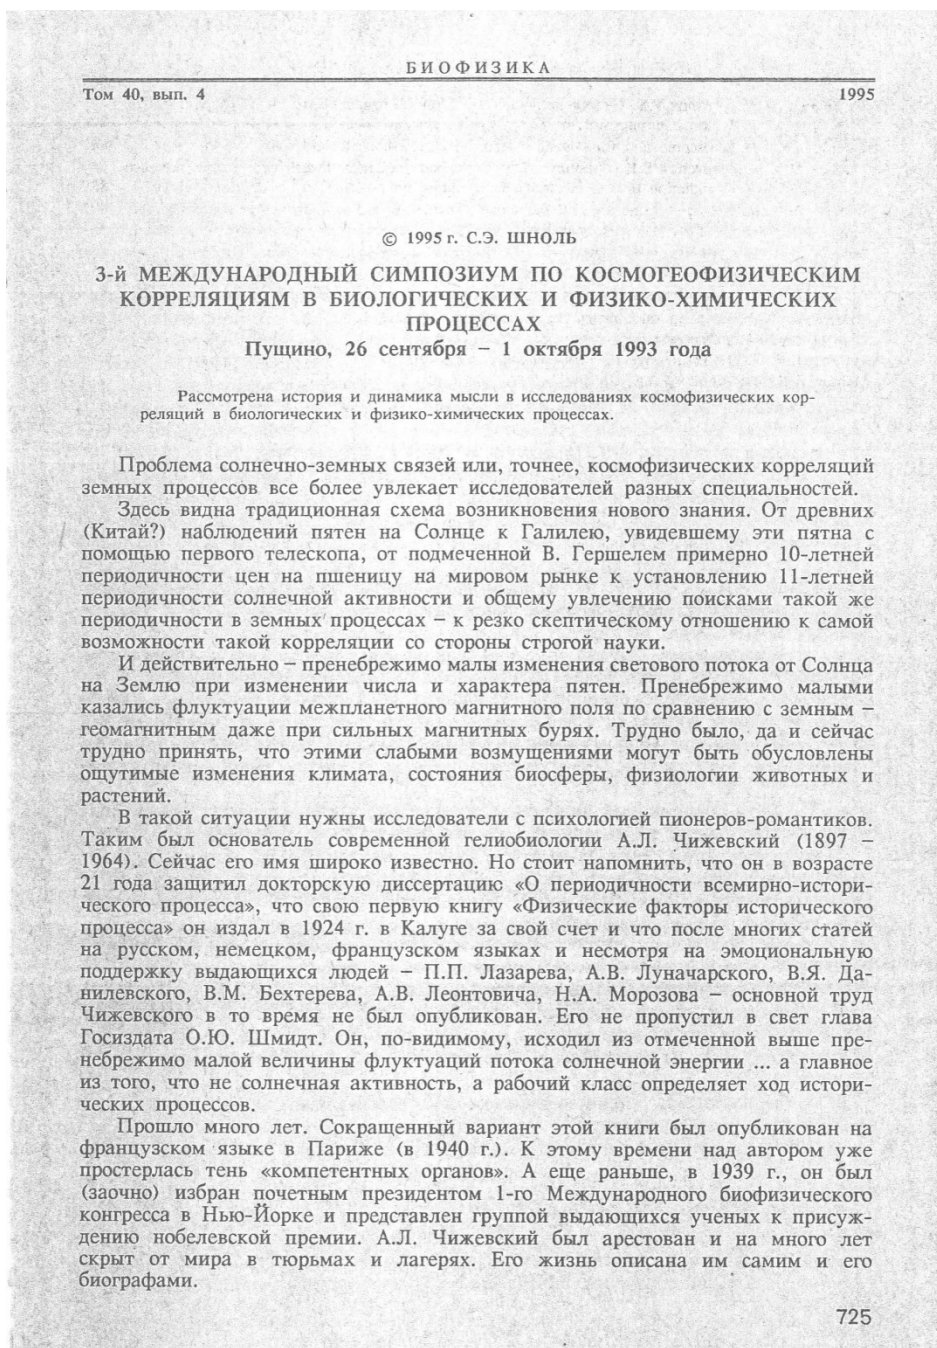 БИОФИЗИКА
Том 40, вып. 4 1995
© 1995 г. С.Э. ШНОЛЬ
3-й МЕЖДУНАРОДНЫЙ СИМПОЗИУМ ПО КОСМОГЕОФИЗИЧЕСКИМ
КОРРЕЛЯЦИЯМ В БИОЛОГИЧЕСКИХ И ФИЗИКО-ХИМИЧЕСКИХ
ПРОЦЕССАХ
Пущино, 26 сентября – 1 октября 1993 года
Рассмотрена история и динамика мысли в исследованиях космофизических кор-
реляций в биологических и физико-химических процессах.
Проблема солнечно-земных связей или, точнее, космофизических корреляций
земных процессов все более увлекает исследователей разных специальностей.
Здесь видна традиционная схема возникновения нового знания. От древних
(Китай?) наблюдений пятен на Солнце к Галилею, увидевшему эти пятна с
помощью первого телескопа, от подмеченной В. Гершелем примерно 10-летней
периодичности цен на пшеницу на мировом рынке к установлению 11-летней
периодичности солнечной активности и общему увлечению поисками такой же
периодичности в земных процессах – к резко скептическому отношению к самой
возможности такой корреляции со стороны строгой науки.
И действительно – пренебрежимо малы изменения светового потока от Солнца
на Землю при изменении числа и характера пятен. Пренебрежимо малыми
казались флуктуации межпланетного магнитного поля по сравнению с земным –
геомагнитным даже при сильных магнитных бурях. Трудно было, да и сейчас
трудно принять, что этими слабыми возмущениями могут быть обусловлены
ощутимые изменения климата, состояния биосферы, физиологии животных и
растений.
В такой ситуации нужны исследователи с психологией пионеров-романтиков.
Таким был основатель современной гелиобиологии А.Л. Чижевский (1897 –
1964). Сейчас его имя широко известно. Но стоит напомнить, что он в возрасте
21 года защитил докторскую диссертацию «О периодичности всемирно-истори-
ческого процесса», что свою первую книгу «Физические факторы исторического
процесса» он издал в 1924 г. в Калуге за свой счет и что после многих статей
на русском, немецком, французском языках и несмотря на эмоциональную
поддержку выдающихся людей – П.П. Лазарева, А.В. Луначарского, В.Я. Да-
нилевского, В.М. Бехтерева, А.В. Леонтовича, Н.А. Морозова – основной труд
Чижевского в то время не был опубликован. Его не пропустил в свет глава
Госиздата О.Ю. Шмидт. Он, по-видимому, исходил из отмеченной выше пре-
небрежимо малой величины флуктуаций потока солнечной энергии ... а главное
из того, что не солнечная активность, а рабочий класс определяет ход истори-
ческих процессов.
Прошло много лет. Сокращенный вариант этой книги был опубликован на
французском языке в Париже (в 1940 г.). К этому времени над автором уже
простерлась тень «компетентных органов». А еще раньше, в 1939 г., он был
(заочно) избран почетным президентом 1-го Международного биофизического
конгресса в Нью-Йорке и представлен группой выдающихся ученых к присуж-
дению нобелевской премии. А.Л. Чижевский был арестован и на много лет
скрыт от мира в тюрьмах и лагерях. Его жизнь описана им самим и его
биографами.
725